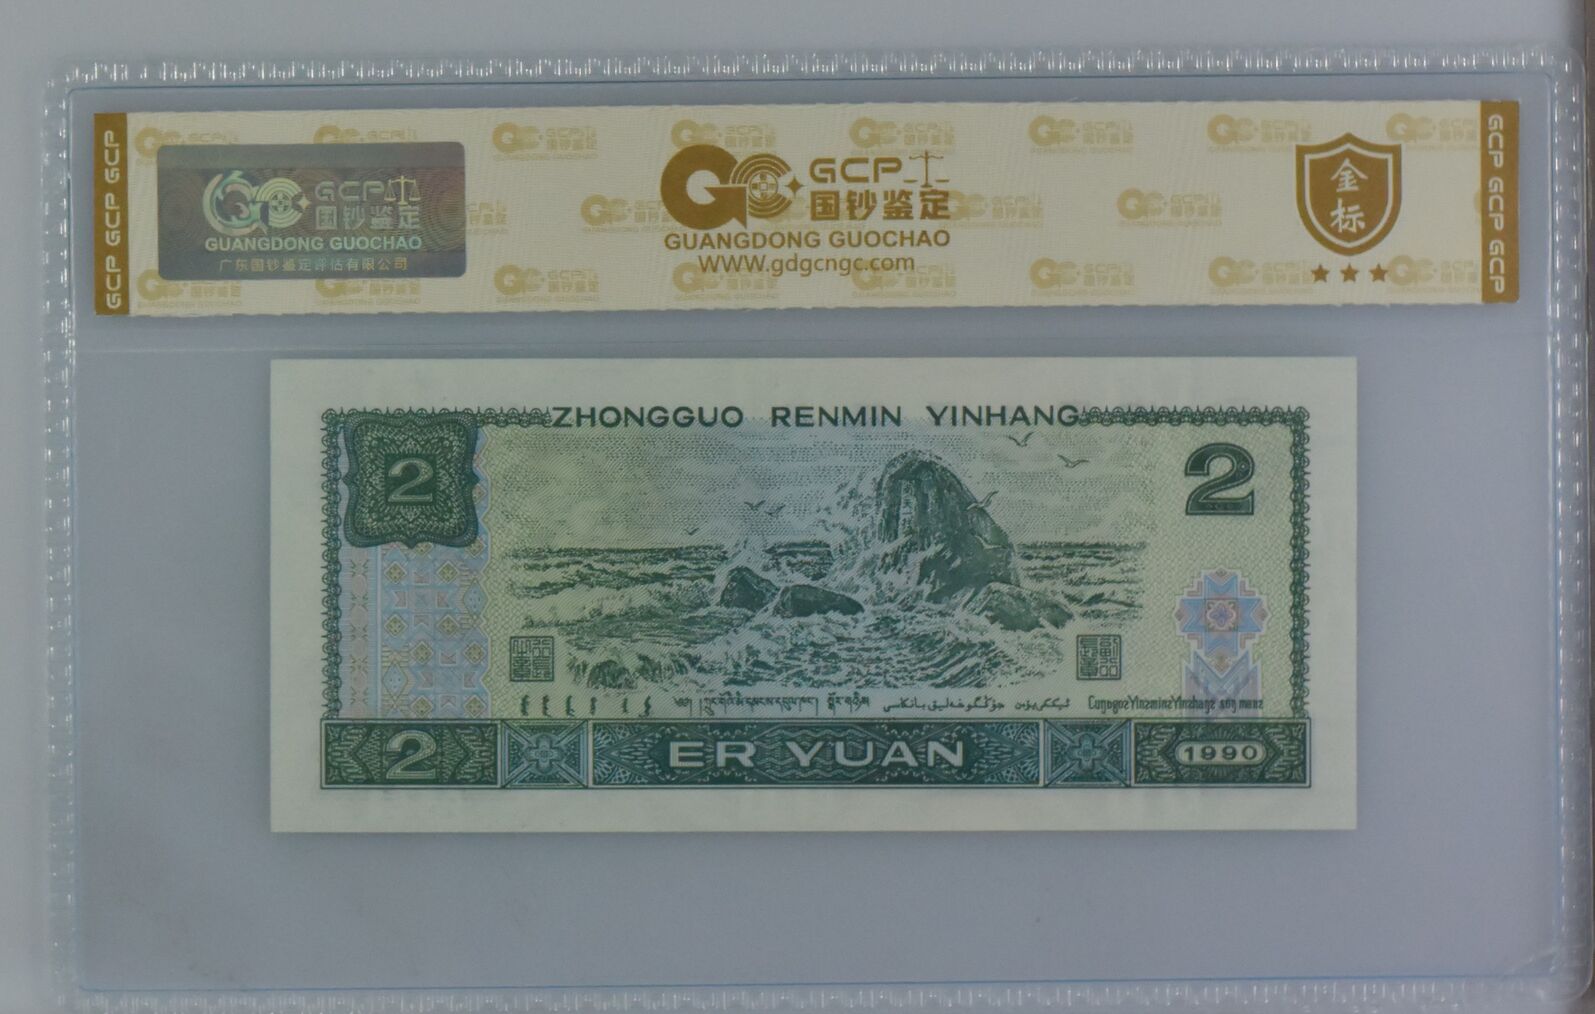 GCP GCP GCP
GCP
国钞鉴定
GUANGDONG GUOCHAO
广东国钞鉴定评估有限公司
GCP
国钞鉴定
GUANGDONG GUOCHAO
WWW.gdgcngc.com
金标
GCP GCP GCP
ZHONGGUO RENMIN YINHANG
2
2
2
ER YUAN
1990